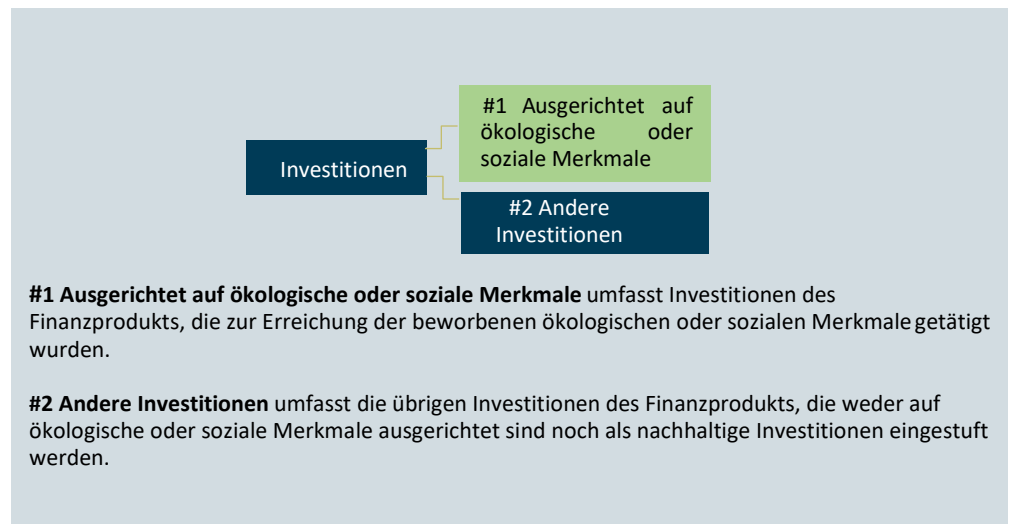 #1 Ausgerichtet auf
ökologische oder
soziale Merkmale
Investitionen
#2 Andere
Investitionen
#1 Ausgerichtet auf ökologische oder soziale Merkmale umfasst Investitionen des
Finanzprodukts, die zur Erreichung der beworbenen ökologischen oder sozialen Merkmale getätigt
wurden.
#2 Andere Investitionen umfasst die übrigen Investitionen des Finanzprodukts, die weder auf
ökologische oder soziale Merkmale ausgerichtet sind noch als nachhaltige Investitionen eingestuft
werden.